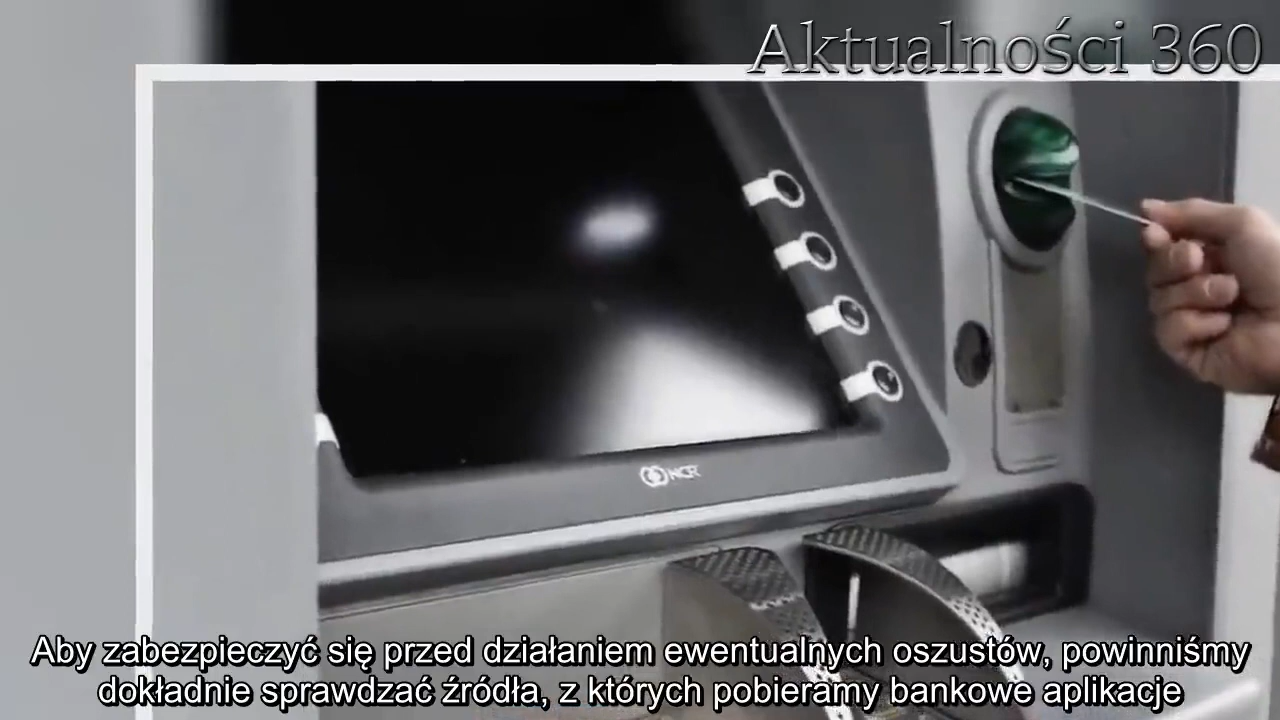 Aktualności 360
NCR
Aby zabezpieczyć się przed działaniem ewentualnych oszustów, powinniśmy
dokładnie sprawdzać źródła, z których pobieramy bankowe aplikacje